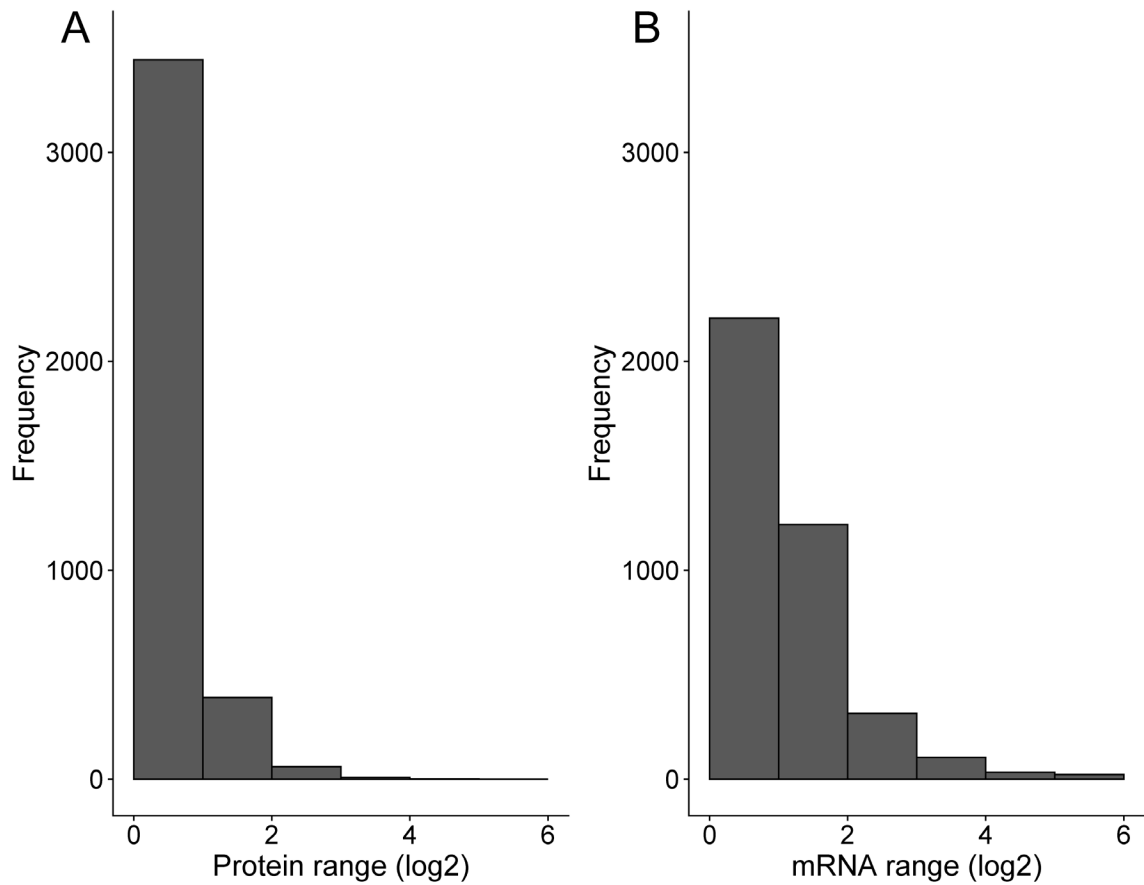 A
Frequency
3000
2000
1000
0
0 2 4 6
Protein range (log2)
B
Frequency
3000
2000
1000
0
0 2 4 6
mRNA range (log2)